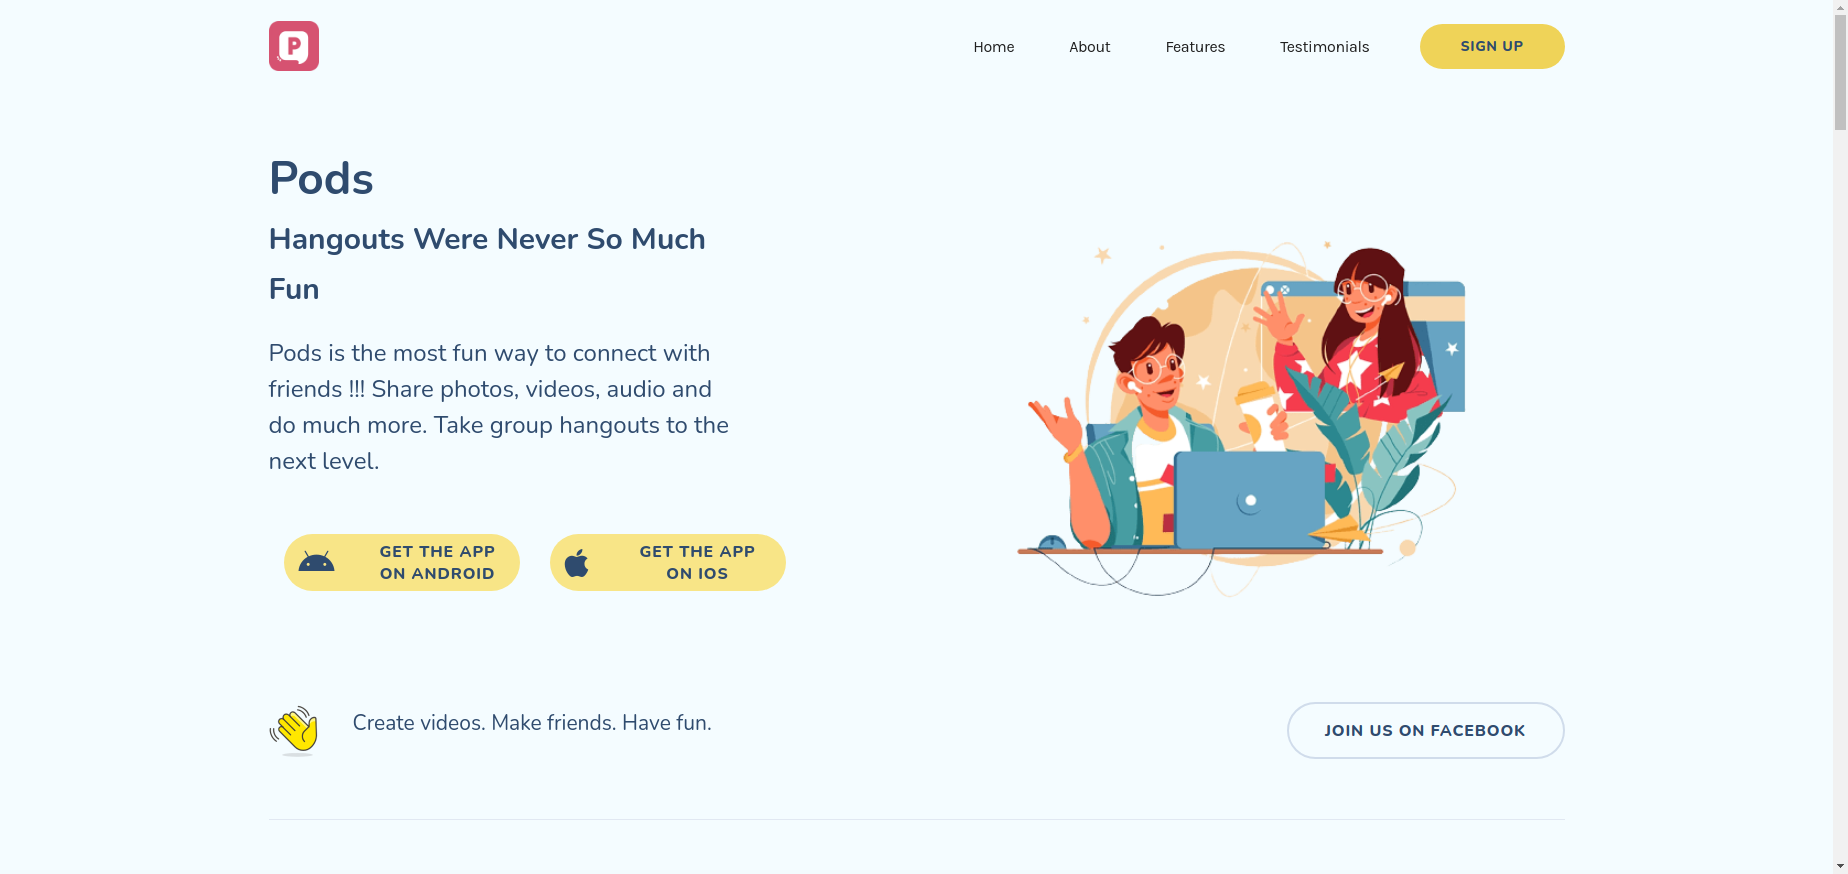 P
Home
About
Features
Testimonials
SIGN UP
Pods
Hangouts Were Never So Much
Fun
Pods is the most fun way to connect with
friends !!! Share photos, videos, audio and
do much more. Take group hangouts to the
next level.
GET THE APP
ON ANDROID
GET THE APP
ON IOS
Create videos. Make friends. Have fun.
JOIN US ON FACEBOOK